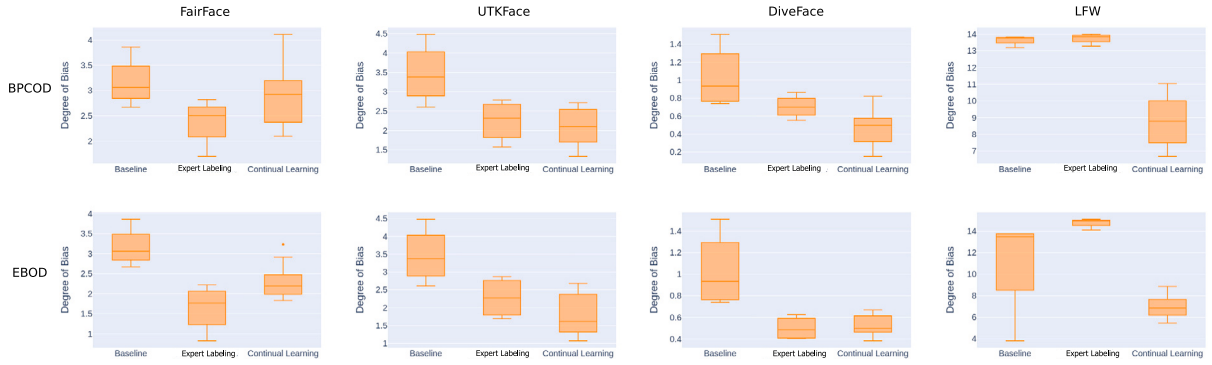 FairFace UTKFace DiveFace LFW
BPCOD
Degree of Bias
4
3.5
3
2.5
2
Baseline Expert Labeling Continual Learning
Degree of Bias
4.5
4
3.5
3
2.5
2
1.5
Baseline Expert Labeling Continual Learning
Degree of Bias
1.4
1.2
1
0.8
0.6
0.4
0.2
Baseline Expert Labeling Continual Learning
Degree of Bias
14
13
12
11
10
9
8
7
Baseline Expert Labeling Continual Learning
EBOD
Degree of Bias
4
3.5
3
2.5
2
1.5
1
Baseline Expert Labeling Continual Learning
Degree of Bias
4.5
4
3.5
3
2.5
2
1.5
1
Baseline Expert Labeling Continual Learning
Degree of Bias
1.4
1.2
1
0.8
0.6
0.4
Baseline Expert Labeling Continual Learning
Degree of Bias
14
12
10
8
6
4
Baseline Expert Labeling Continual Learning